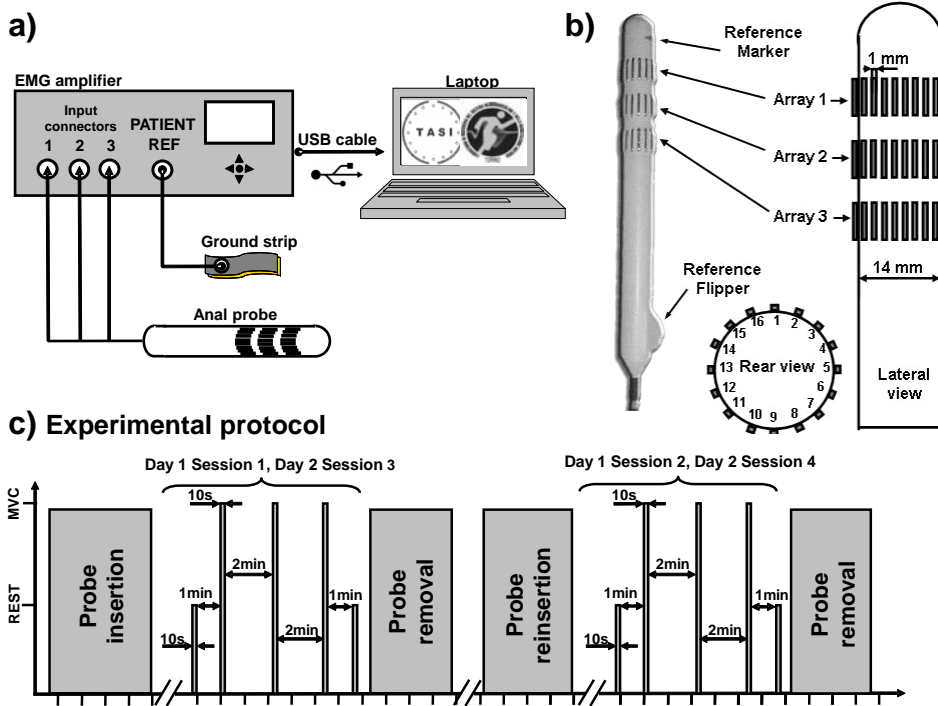 a)
EMG amplifier
Input
connectors
1 2 3
PATIENT
REF
USB cable
Laptop
TASI
Ground strip
Anal probe
b)
Reference
Marker
1 mm
Array 1
Array 2
Array 3
14 mm
Reference
Flipper
Rear view
1
2
3
4
5
6
7
8
9
10
11
12
13
14
15
16
Lateral
view
c) Experimental protocol
Day 1 Session 1, Day 2 Session 3
Day 1 Session 2, Day 2 Session 4
MVC
REST
Probe
insertion
10s
1min
10s
2min
2min
1min
Probe
removal
Probe
reinsertion
10s
1min
10s
2min
2min
1min
Probe
removal